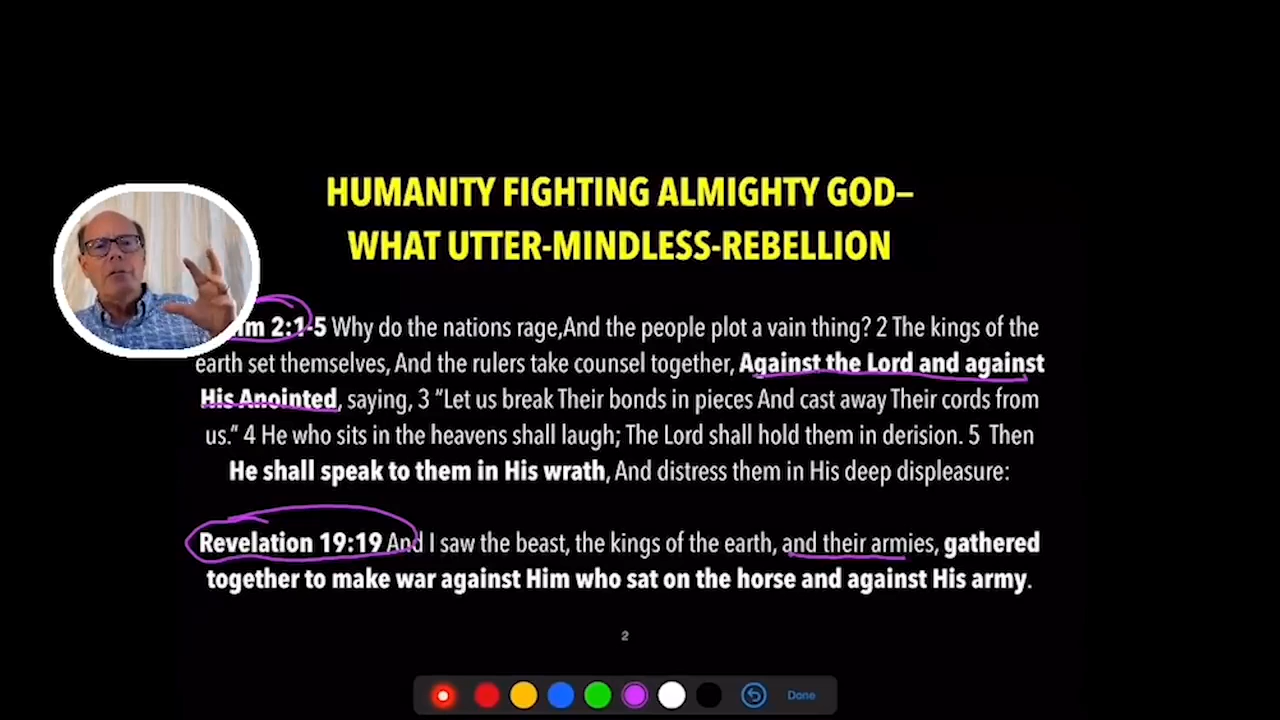 HUMANITY FIGHTING ALMIGHTY GOD–
WHAT UTTER-MINDLESS-REBELLION
2:1-5 Why do the nations rage,And the people plot a vain thing? 2 The kings of the
earth set themselves, And the rulers take counsel together, Against the Lord and against
His Anointed, saying, 3 “Let us break Their bonds in pieces And cast away Their cords from
us.” 4 He who sits in the heavens shall laugh; The Lord shall hold them in derision. 5 Then
He shall speak to them in His wrath, And distress them in His deep displeasure:
Revelation 19:19 And I saw the beast, the kings of the earth, and their armies, gathered
together to make war against Him who sat on the horse and against His army.
2
Done